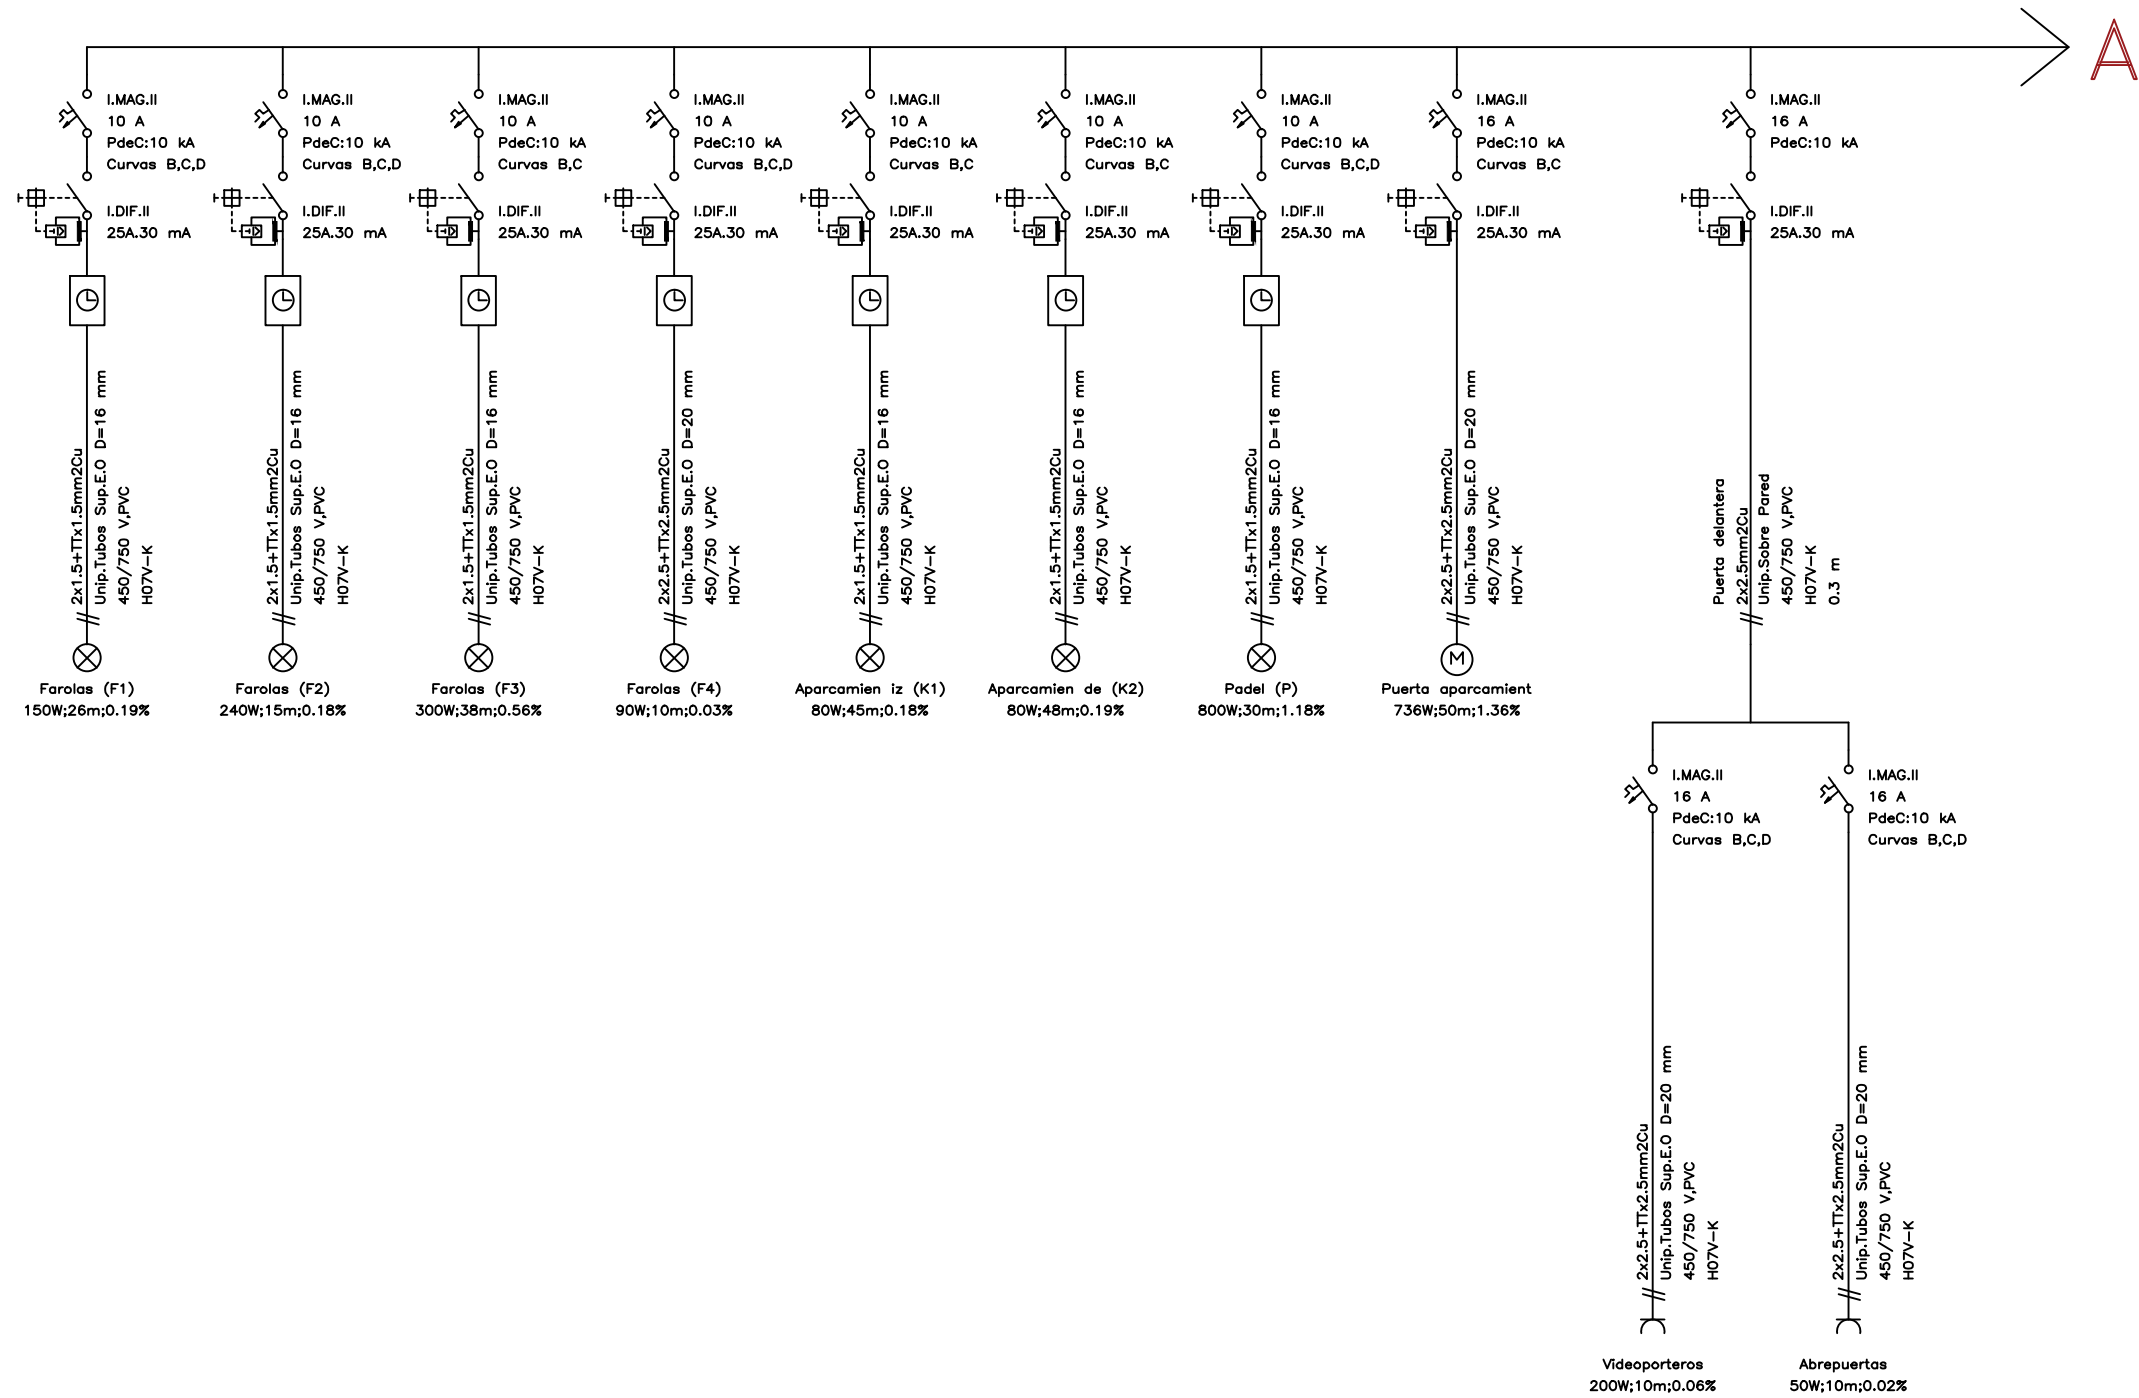 A
I.MAG.II
10 A
PdeC:10 kA
Curvas B,C,D
I.DIF.II
25A.30 mA
2x1.5+TTx1.5mm2Cu
Unip.Tubos Sup.E.O D=16 mm
450/750 V,PVC
H07V-K
Farolas (F1)
150W;26m;0.19%
I.MAG.II
10 A
PdeC:10 kA
Curvas B,C,D
I.DIF.II
25A.30 mA
2x1.5+TTx1.5mm2Cu
Unip.Tubos Sup.E.O D=16 mm
450/750 V,PVC
H07V-K
Farolas (F2)
240W;15m;0.18%
I.MAG.II
10 A
PdeC:10 kA
Curvas B,C
I.DIF.II
25A.30 mA
2x1.5+TTx1.5mm2Cu
Unip.Tubos Sup.E.O D=16 mm
450/750 V,PVC
H07V-K
Farolas (F3)
300W;38m;0.56%
I.MAG.II
10 A
PdeC:10 kA
Curvas B,C,D
I.DIF.II
25A.30 mA
2x2.5+TTx2.5mm2Cu
Unip.Tubos Sup.E.O D=20 mm
450/750 V,PVC
H07V-K
Farolas (F4)
90W;10m;0.03%
I.MAG.II
10 A
PdeC:10 kA
Curvas B,C
I.DIF.II
25A.30 mA
2x1.5+TTx1.5mm2Cu
Unip.Tubos Sup.E.O D=16 mm
450/750 V,PVC
H07V-K
Aparcamien iz (K1)
80W;45m;0.18%
I.MAG.II
10 A
PdeC:10 kA
Curvas B,C
I.DIF.II
25A.30 mA
2x1.5+TTx1.5mm2Cu
Unip.Tubos Sup.E.O D=16 mm
450/750 V,PVC
H07V-K
Aparcamien de (K2)
80W;48m;0.19%
I.MAG.II
10 A
PdeC:10 kA
Curvas B,C,D
I.DIF.II
25A.30 mA
2x1.5+TTx1.5mm2Cu
Unip.Tubos Sup.E.O D=16 mm
450/750 V,PVC
H07V-K
Padel (P)
800W;30m;1.18%
I.MAG.II
16 A
PdeC:10 kA
Curvas B,C
I.DIF.II
25A.30 mA
2x2.5+TTx2.5mm2Cu
Unip.Tubos Sup.E.O D=20 mm
450/750 V,PVC
H07V-K
M
Puerta aparcamient
736W;50m;1.36%
I.MAG.II
16 A
PdeC:10 kA
I.DIF.II
25A.30 mA
Puerta delantera
2x2.5mm2Cu
Unip.Sobre Pared
450/750 V,PVC
H07V-K
0.3 m
I.MAG.II
16 A
PdeC:10 kA
Curvas B,C,D
2x2.5+TTx2.5mm2Cu
Unip.Tubos Sup.E.O D=20 mm
450/750 V,PVC
H07V-K
Videoporteros
200W;10m;0.06%
I.MAG.II
16 A
PdeC:10 kA
Curvas B,C,D
2x2.5+TTx2.5mm2Cu
Unip.Tubos Sup.E.O D=20 mm
450/750 V,PVC
H07V-K
Abrepuertas
50W;10m;0.02%